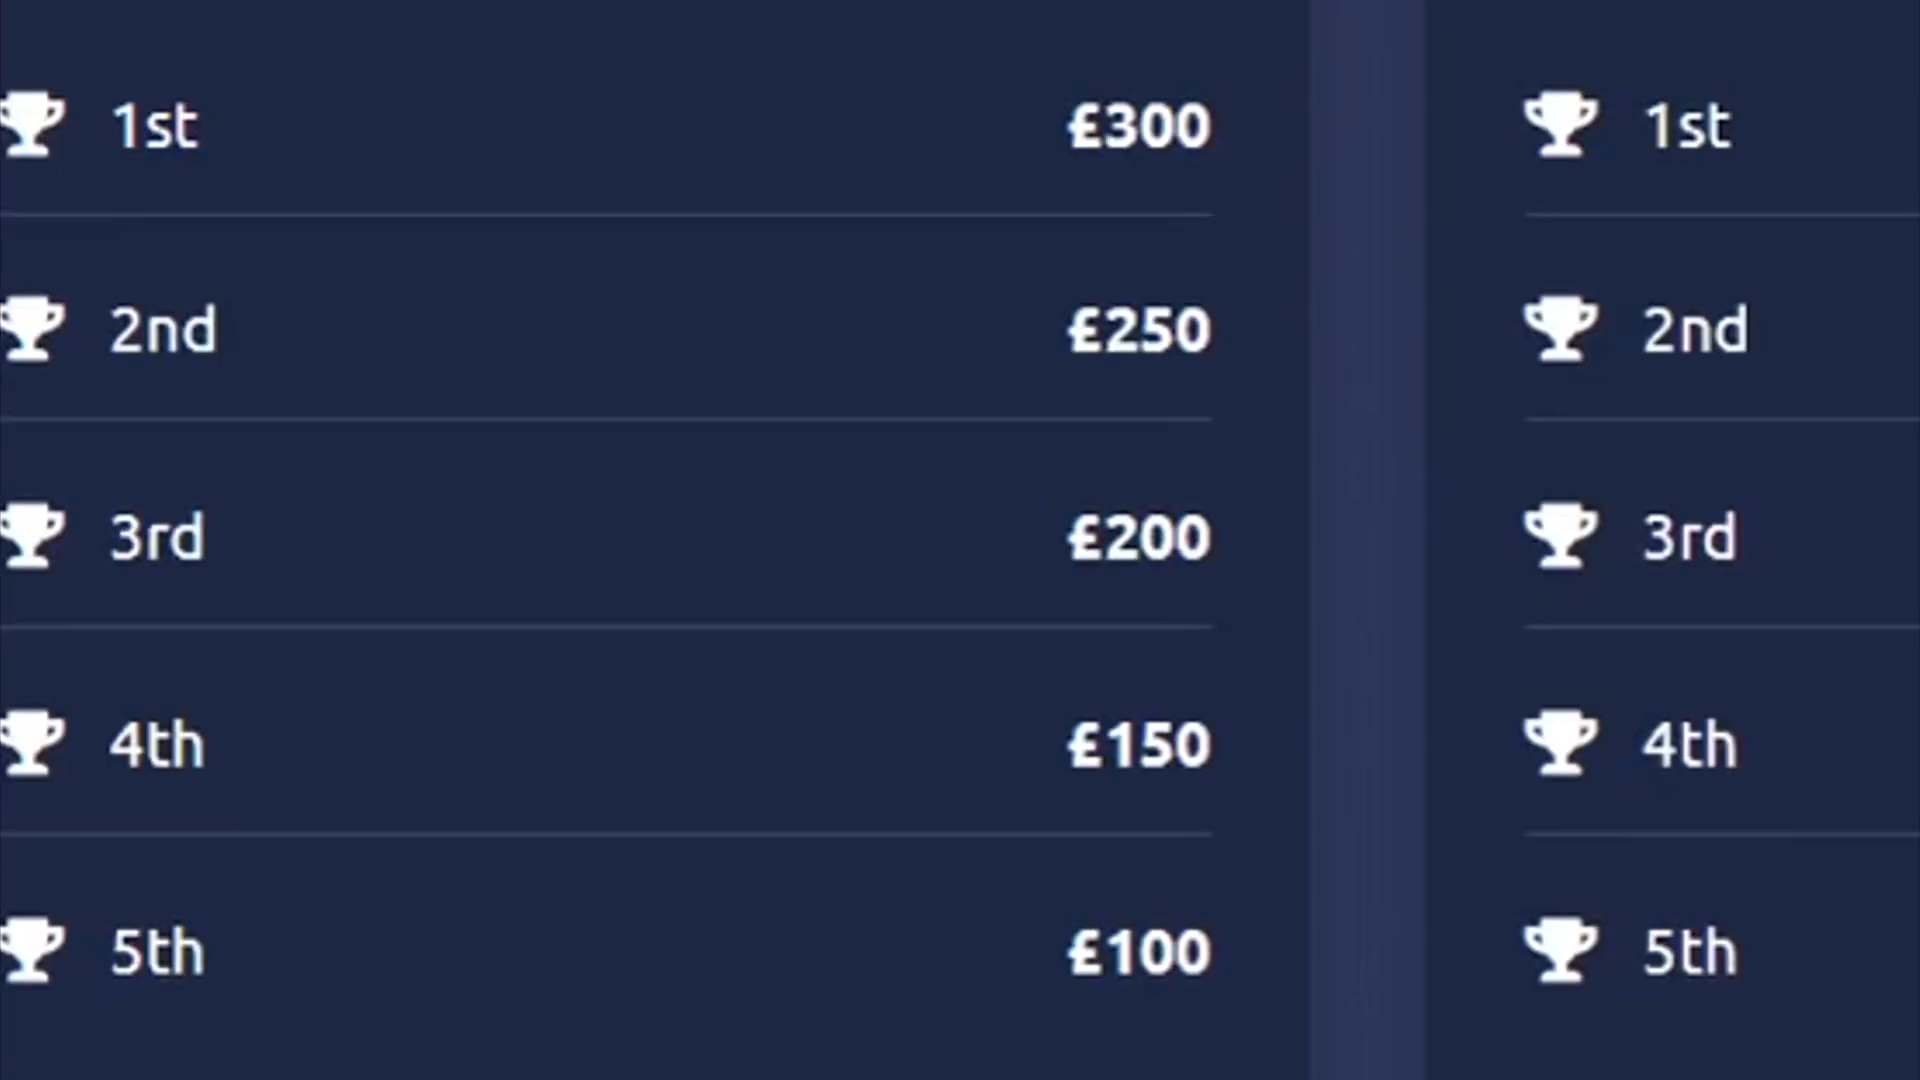 1st £300
2nd £250
3rd £200
4th £150
5th £100
1st
2nd
3rd
4th
5th